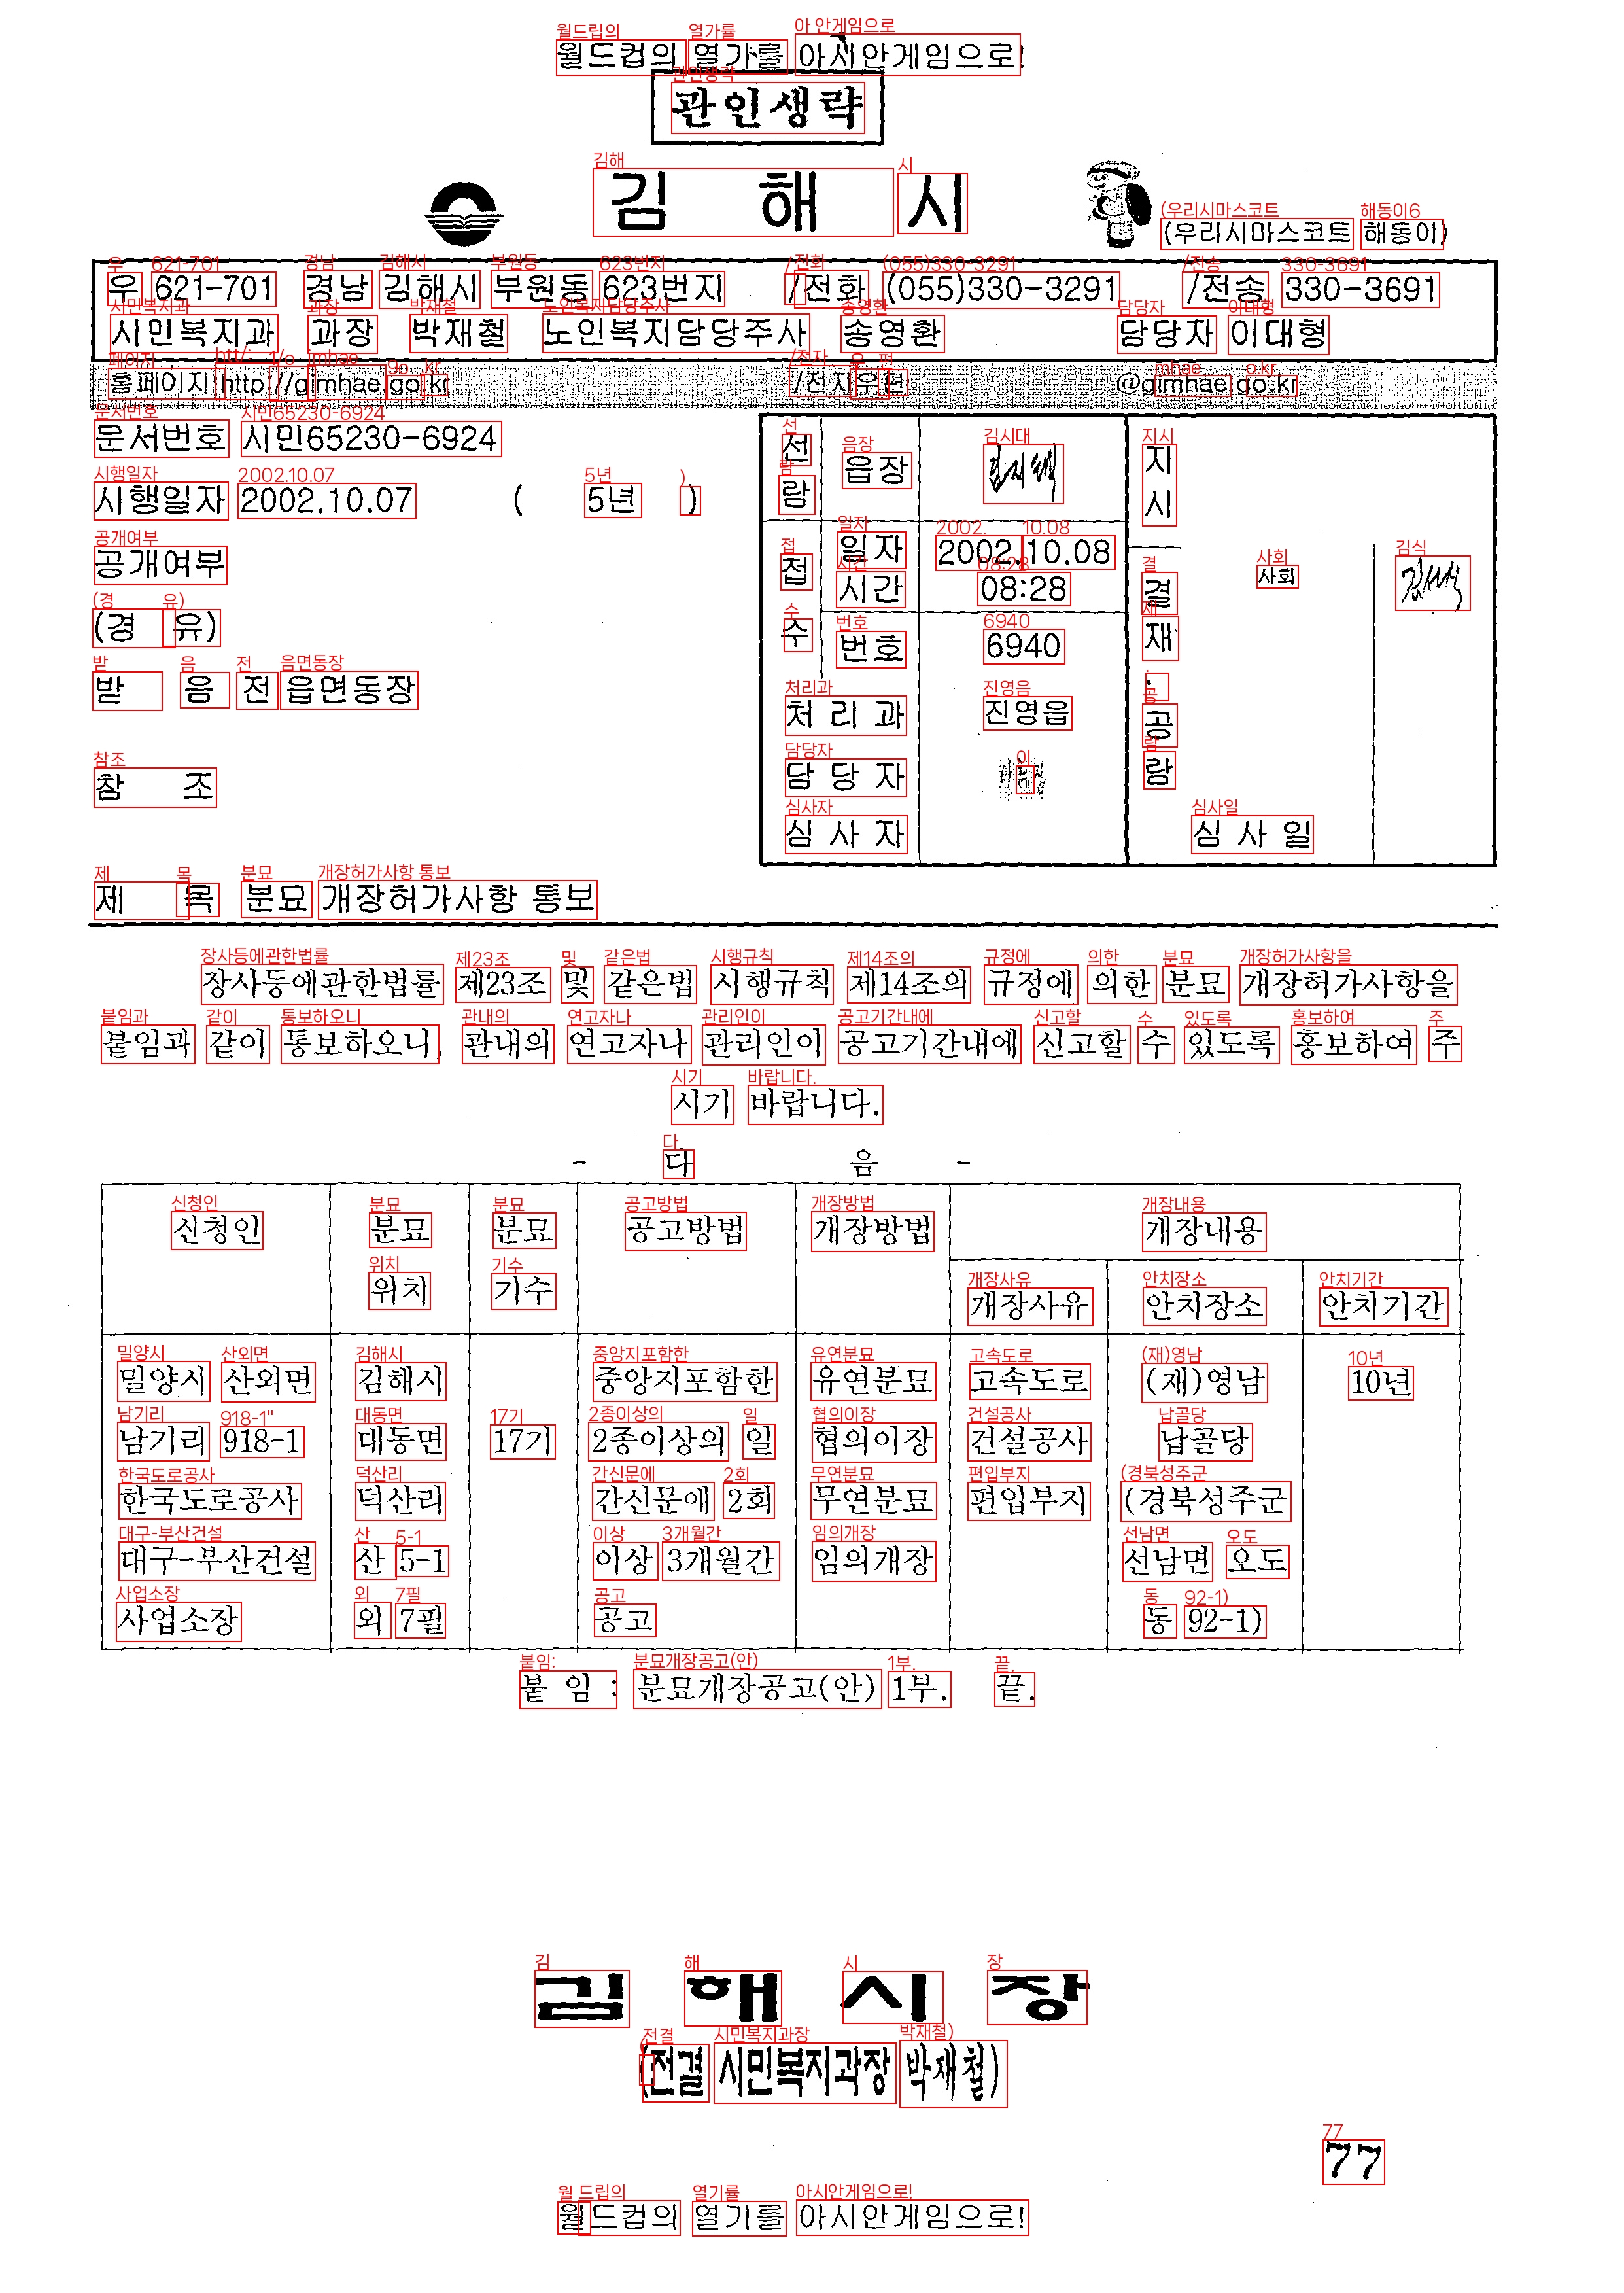 월드컵의 열기를 아시안게임으로!
관인생략
김 해 시
(우리시마스코트 해동이)
우 621-701 경남 김해시 부원동 623번지 /전화 (055)330-3291 /전송 330-3691
시민복지과 과장 박재철 노인복지담당주사 송영환 담당자 이대형
홈페이지 http://gimhae.go.kr /전자우편 @gimhae.go.kr
문서번호 시민65230-6924
시행일자 2002.10.07 ( 5년 )
공개여부
(경 유)
받 음 전 읍면동장
참 조
선람 읍장 지시
접수 일자 2002.10.08
시간 08:28
번호 6940
결재·공람 사회
처 리 과 진영읍
담 당 자
심 사 자 심 사 일
제 목 분묘 개장허가사항 통보
장사등에관한법률 제23조 및 같은법 시행규칙 제14조의 규정에 의한 분묘 개장허가사항을
붙임과 같이 통보하오니, 관내의 연고자나 관리인이 공고기간내에 신고할 수 있도록 홍보하여 주
시기 바랍니다.
- 다 음 -
신청인 분묘 위치 분묘 기수 공고방법 개장방법 개장내용
개장사유 안치장소 안치기간
밀양시 산외면 김해시 중앙지포함한 유연분묘 고속도로 (재)영남 10년
남기리 918-1 대동면 17기 2종이상의 일 협의이장 건설공사 납골당
한국도로공사 덕산리 간신문에 2회 무연분묘 편입부지 (경북성주군
대구-부산건설 산 5-1 이상 3개월간 임의개장 선남면 오도
사업소장 외 7필 공고 동 92-1)
붙 임 : 분묘개장공고(안) 1부. 끝.
김 해 시 장
(전결 시민복지과장 박재철)
77
월드컵의 열기를 아시안게임으로!